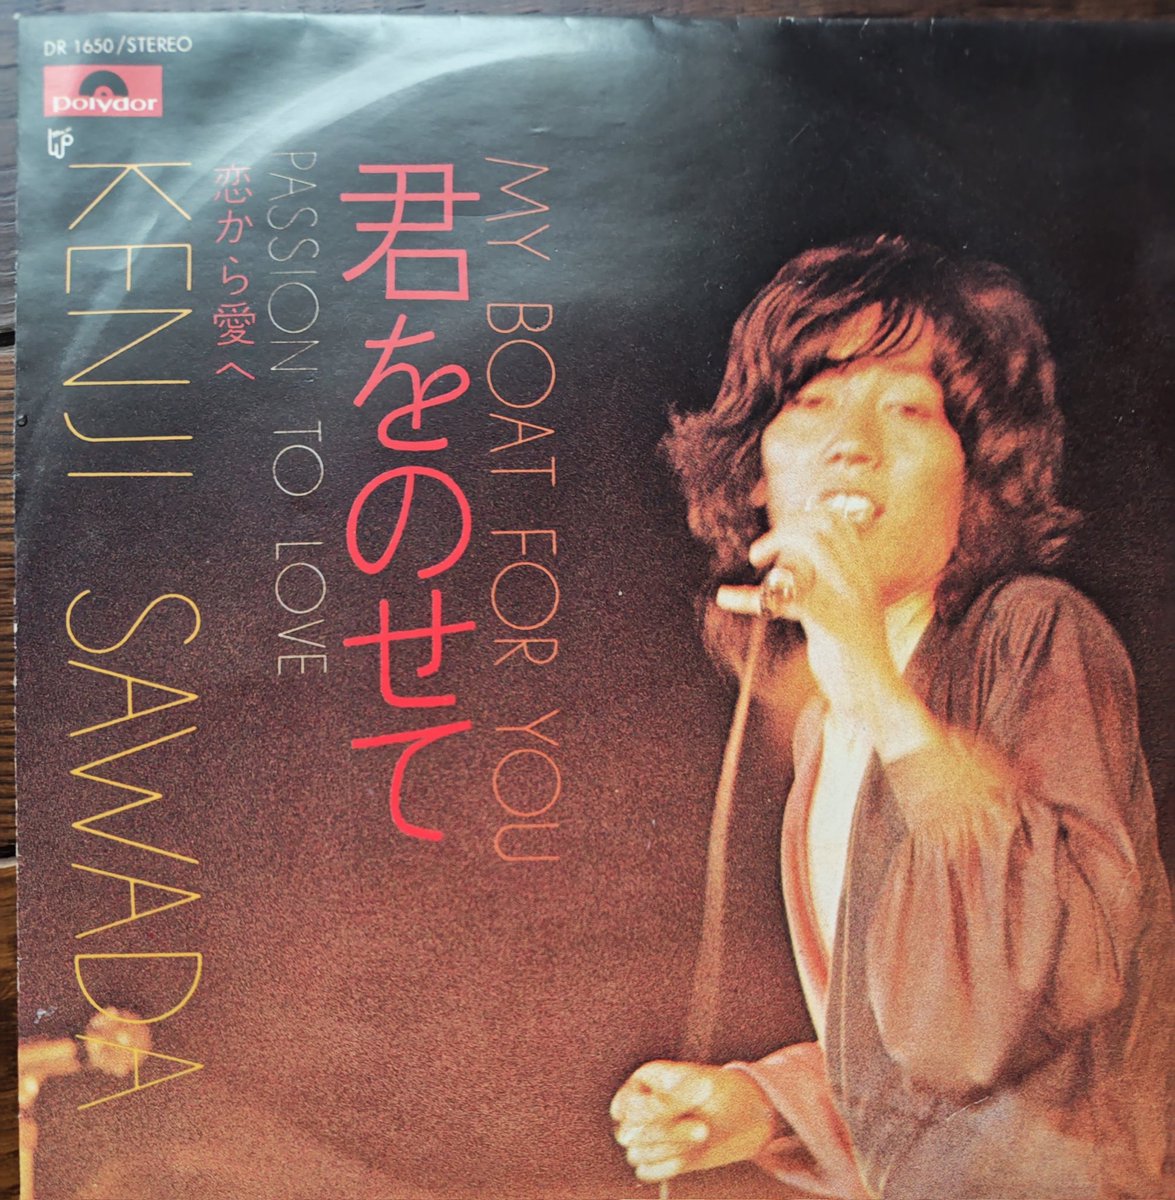 DR 1650/STEREO
polydor
MY BOAT FOR YOU
君をのせて
PASSION TO LOVE
恋から愛へ
KENJI SAWADA